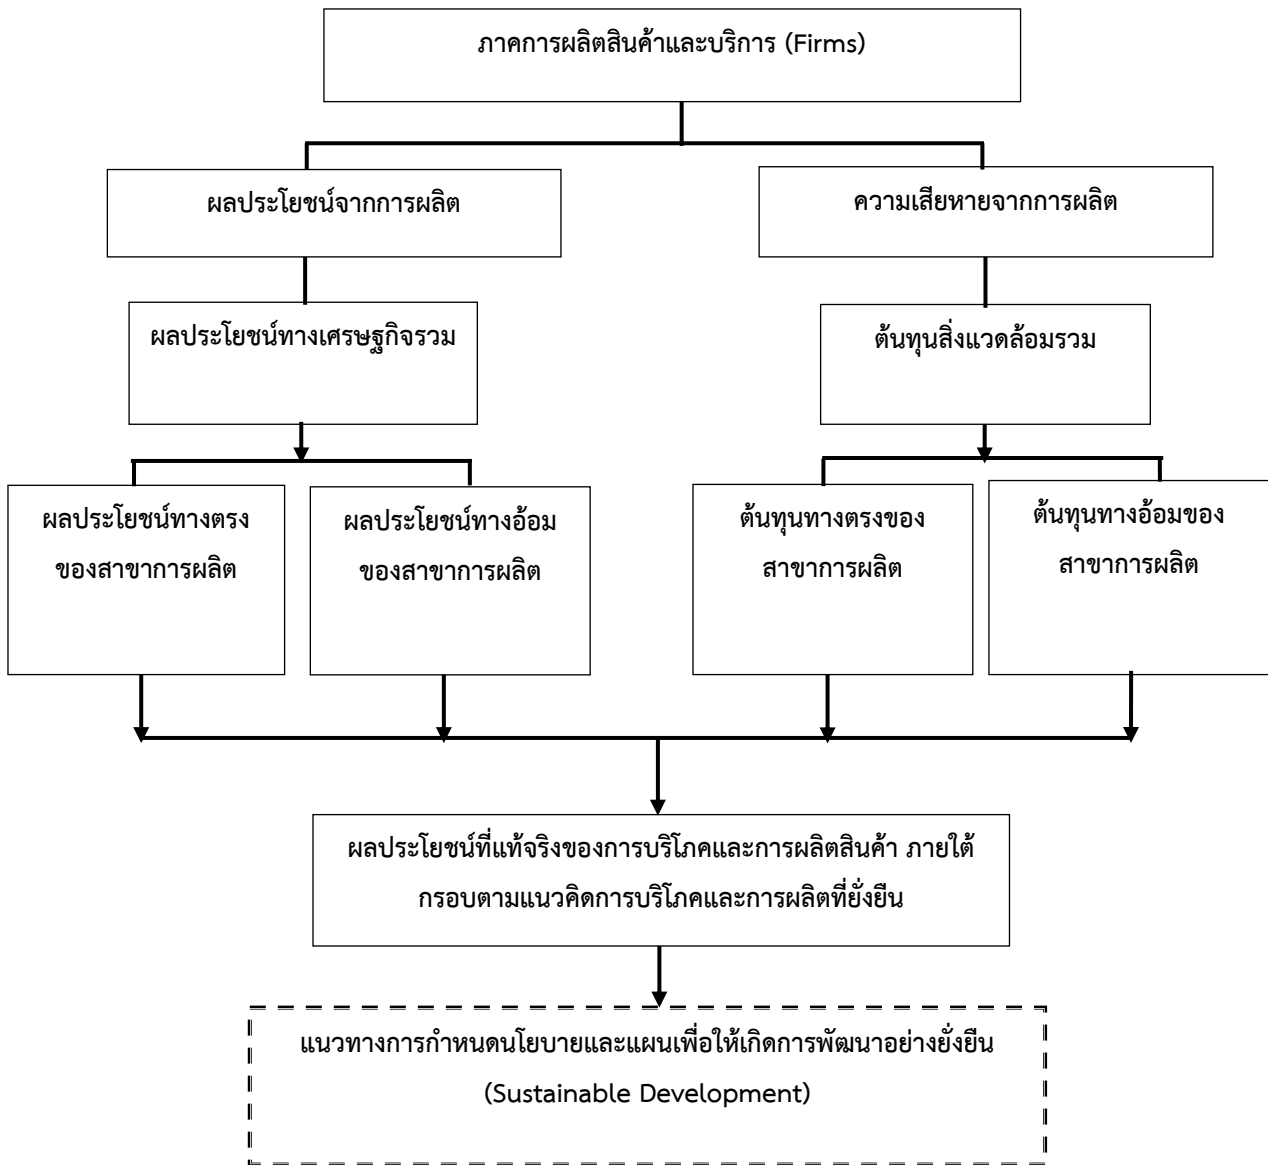 ภาคการผลิตสินค้าและบริการ (Firms)
ผลประโยชน์จากการผลิต
ความเสียหายจากการผลิต
ผลประโยชน์ทางเศรษฐกิจรวม
ต้นทุนสิ่งแวดล้อมรวม
ผลประโยชน์ทางตรง
ของสาขาการผลิต
ผลประโยชน์ทางอ้อม
ของสาขาการผลิต
ต้นทุนทางตรงของ
สาขาการผลิต
ต้นทุนทางอ้อมของ
สาขาการผลิต
ผลประโยชน์ที่แท้จริงของการบริโภคและการผลิตสินค้า ภายใต้
กรอบตามแนวคิดการบริโภคและการผลิตที่ยั่งยืน
แนวทางการกำหนดนโยบายและแผนเพื่อให้เกิดการพัฒนาอย่างยั่งยืน
(Sustainable Development)